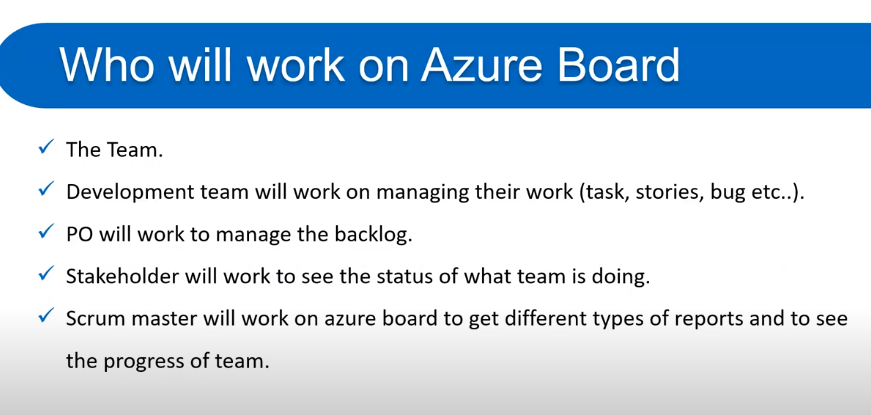 Who will work on Azure Board
The Team.
Development team will work on managing their work (task, stories, bug etc..).
PO will work to manage the backlog.
Stakeholder will work to see the status of what team is doing.
Scrum master will work on azure board to get different types of reports and to see
the progress of team.